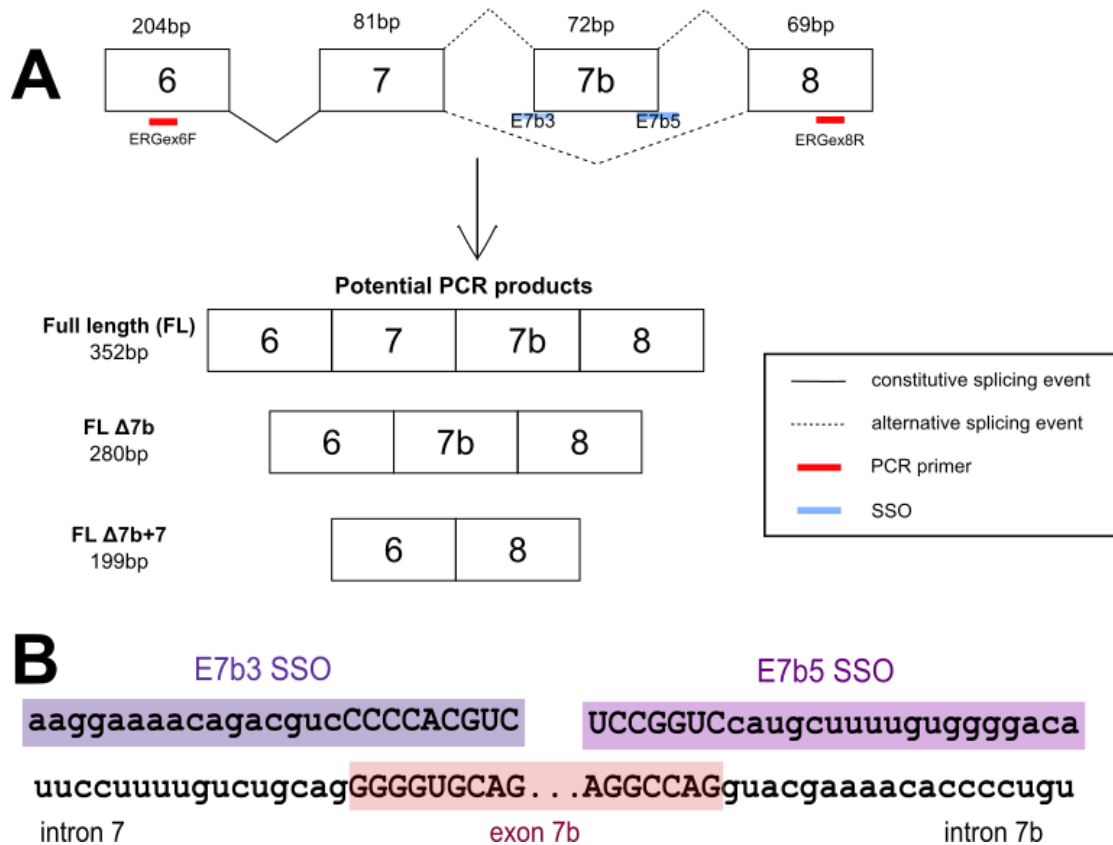 A
204bp 81bp 72bp 69bp
6 7 7b 8
E7b3 E7b5
ERGex6F ERGex8R
Potential PCR products
Full length (FL)
352bp
6 7 7b 8
FL Δ7b
280bp
6 7b 8
FL Δ7b+7
199bp
6 8
constitutive splicing event
alternative splicing event
PCR primer
SSO
B
E7b3 SSO E7b5 SSO
aaggaaaacagacgucCCCCACGUC UCCGGUCcaugcuuuuguggggaca
uuccuuuugucugcagGGGGUGCAG...AGGCCAGguacgaaaacaccccugu
intron 7 exon 7b intron 7b